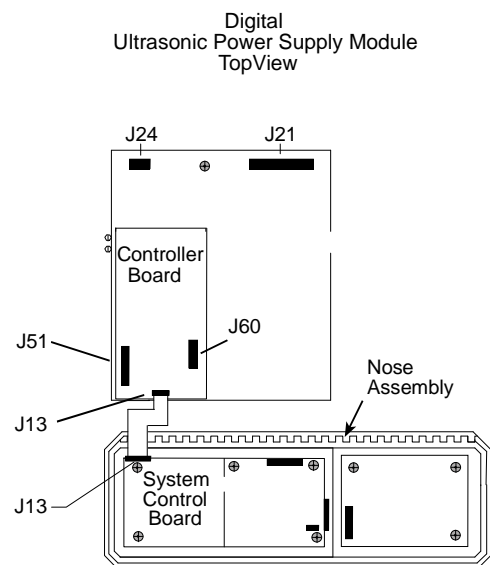 Digital
Ultrasonic Power Supply Module
TopView
J24
J21
Controller
Board
J51
J60
J13
Nose
Assembly
J13
System
Control
Board